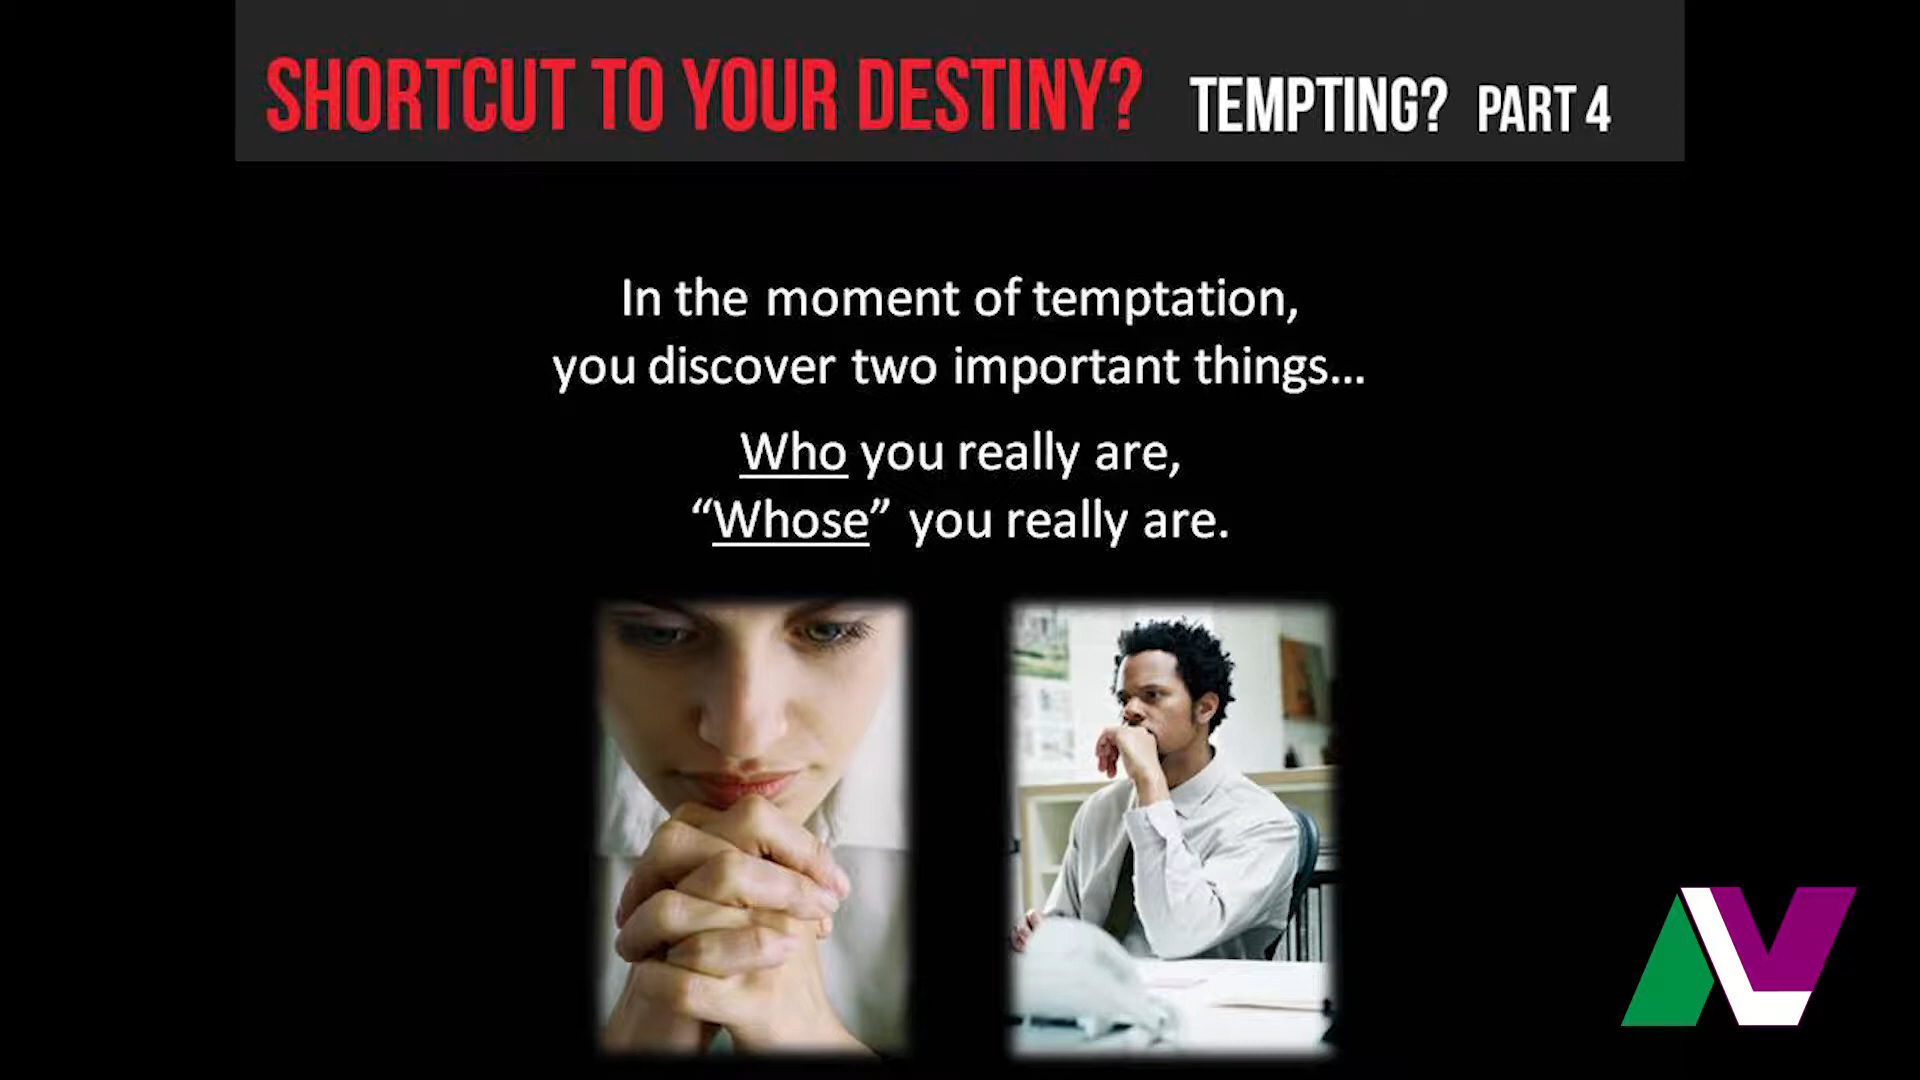 SHORTCUT TO YOUR DESTINY? TEMPTING? PART 4
In the moment of temptation,
you discover two important things...
Who you really are,
“Whose” you really are.